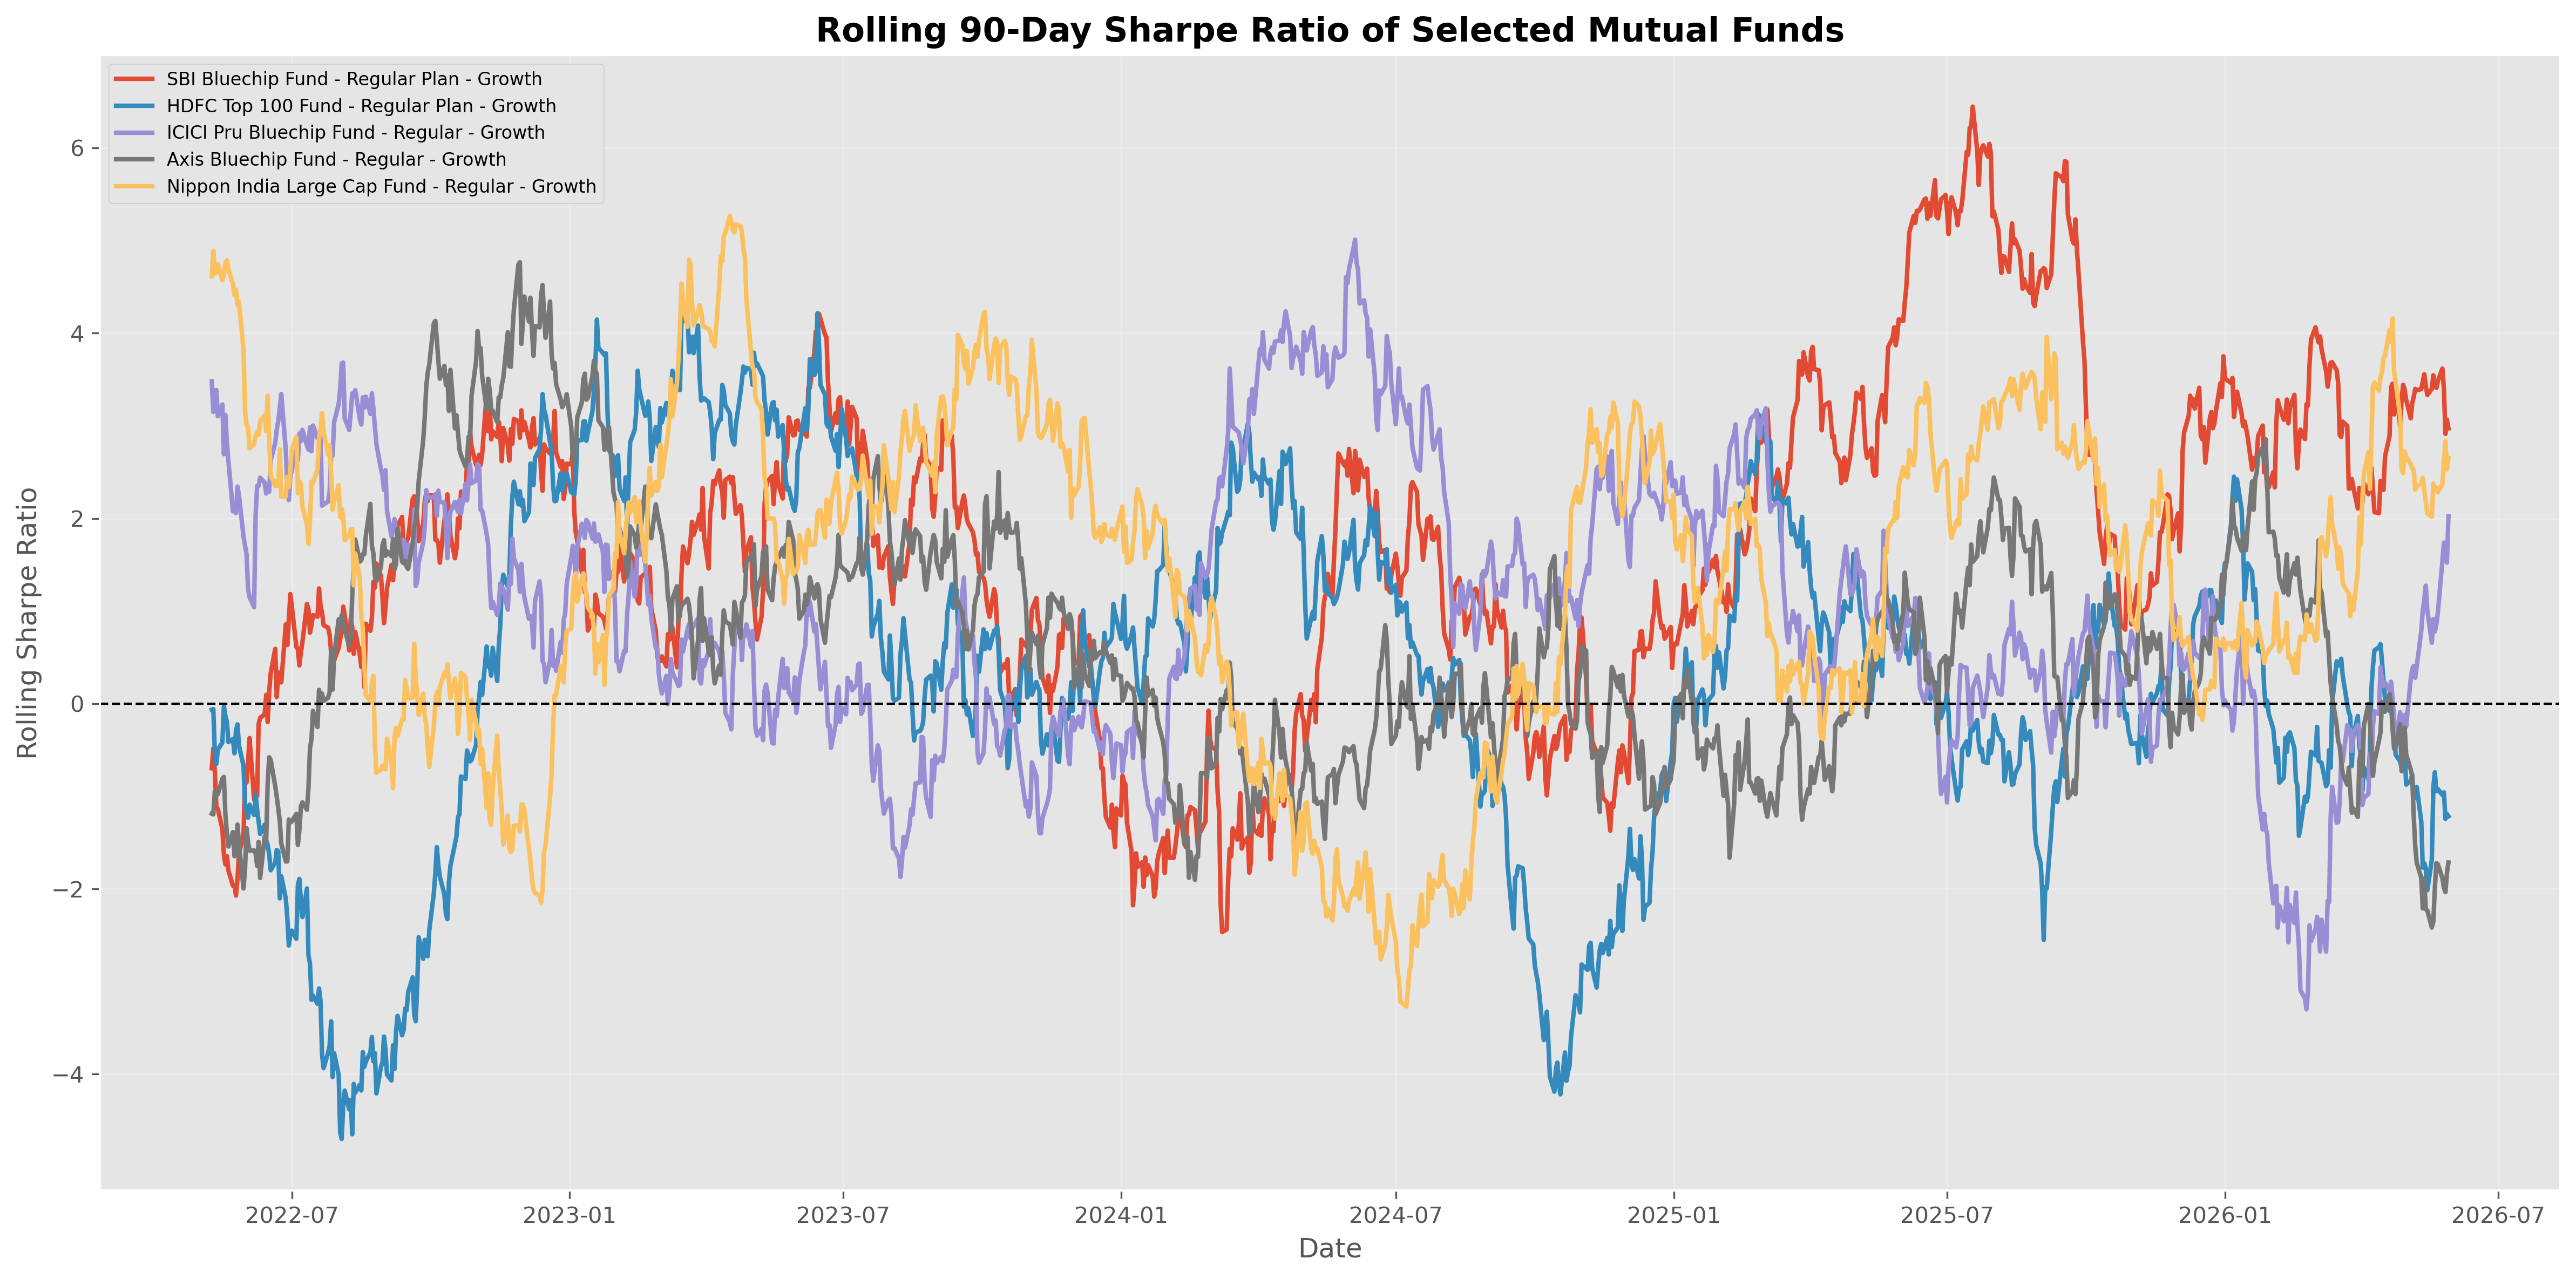 Rolling 90-Day Sharpe Ratio of Selected Mutual Funds
SBI Bluechip Fund - Regular Plan - Growth
HDFC Top 100 Fund - Regular Plan - Growth
ICICI Pru Bluechip Fund - Regular - Growth
Axis Bluechip Fund - Regular - Growth
Nippon India Large Cap Fund - Regular - Growth
Rolling Sharpe Ratio
6
4
2
0
−2
−4
2022-07
2023-01
2023-07
2024-01
2024-07
2025-01
2025-07
2026-01
2026-07
Date